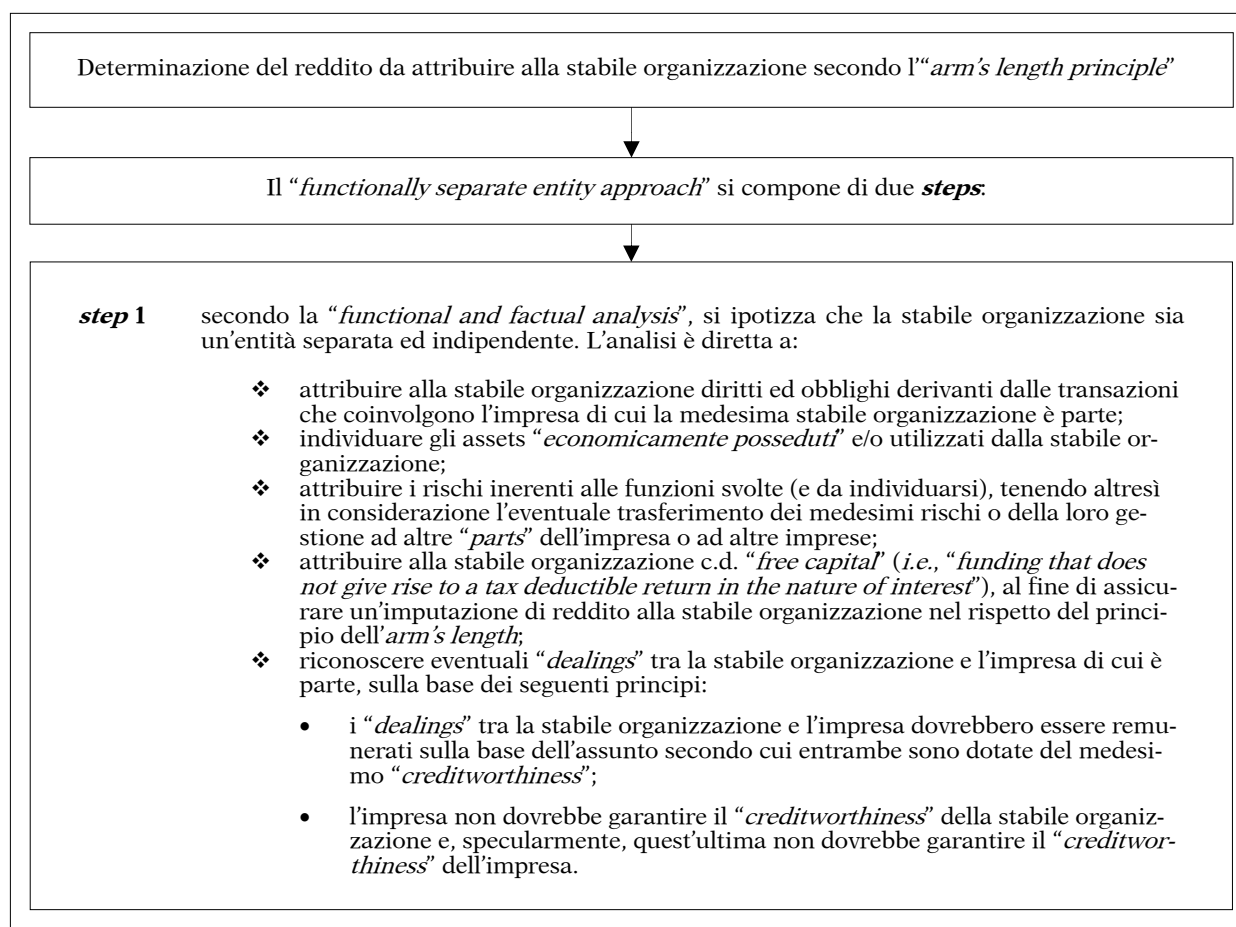 Determinazione del reddito da attribuire alla stabile organizzazione secondo l'“arm's length principle”
Il “functionally separate entity approach” si compone di due steps:
step 1 secondo la “functional and factual analysis”, si ipotizza che la stabile organizzazione sia
un'entità separata ed indipendente. L'analisi è diretta a:
❖ attribuire alla stabile organizzazione diritti ed obblighi derivanti dalle transazioni
che coinvolgono l'impresa di cui la medesima stabile organizzazione è parte;
❖ individuare gli assets “economicamente posseduti” e/o utilizzati dalla stabile or-
ganizzazione;
❖ attribuire i rischi inerenti alle funzioni svolte (e da individuarsi), tenendo altresì
in considerazione l'eventuale trasferimento dei medesimi rischi o della loro ge-
stione ad altre “parts” dell'impresa o ad altre imprese;
❖ attribuire alla stabile organizzazione c.d. “free capital” (i.e., “funding that does
not give rise to a tax deductible return in the nature of interest”), al fine di assicu-
rare un'imputazione di reddito alla stabile organizzazione nel rispetto del princi-
pio dell'arm's length;
❖ riconoscere eventuali “dealings” tra la stabile organizzazione e l'impresa di cui è
parte, sulla base dei seguenti principi:
• i “dealings” tra la stabile organizzazione e l'impresa dovrebbero essere remu-
nerati sulla base dell'assunto secondo cui entrambe sono dotate del medesi-
mo “creditworthiness”;
• l'impresa non dovrebbe garantire il “creditworthiness” della stabile organiz-
zazione e, specularmente, quest'ultima non dovrebbe garantire il “creditwor-
thiness” dell'impresa.